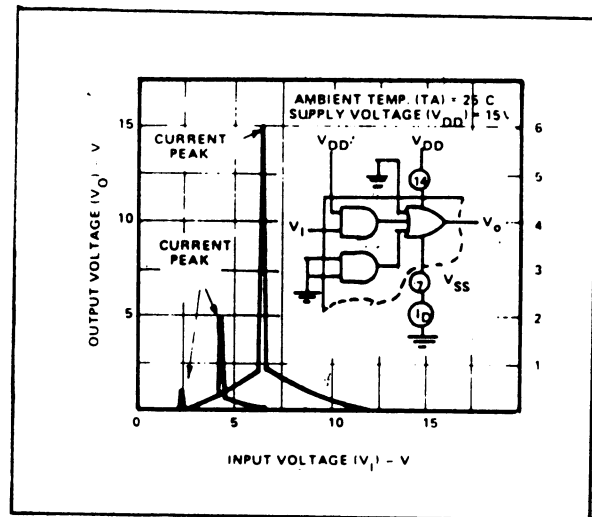 AMBIENT TEMP. (TA) = 25 C
SUPPLY VOLTAGE (VDD) = 15V
CURRENT
PEAK
VDD'
VDD
14
VI
Vo
CURRENT
PEAK
VSS
7
ID
OUTPUT VOLTAGE (VO) - V
15
10
5
6
5
4
3
2
1
0
5
10
15
INPUT VOLTAGE (VI) - V